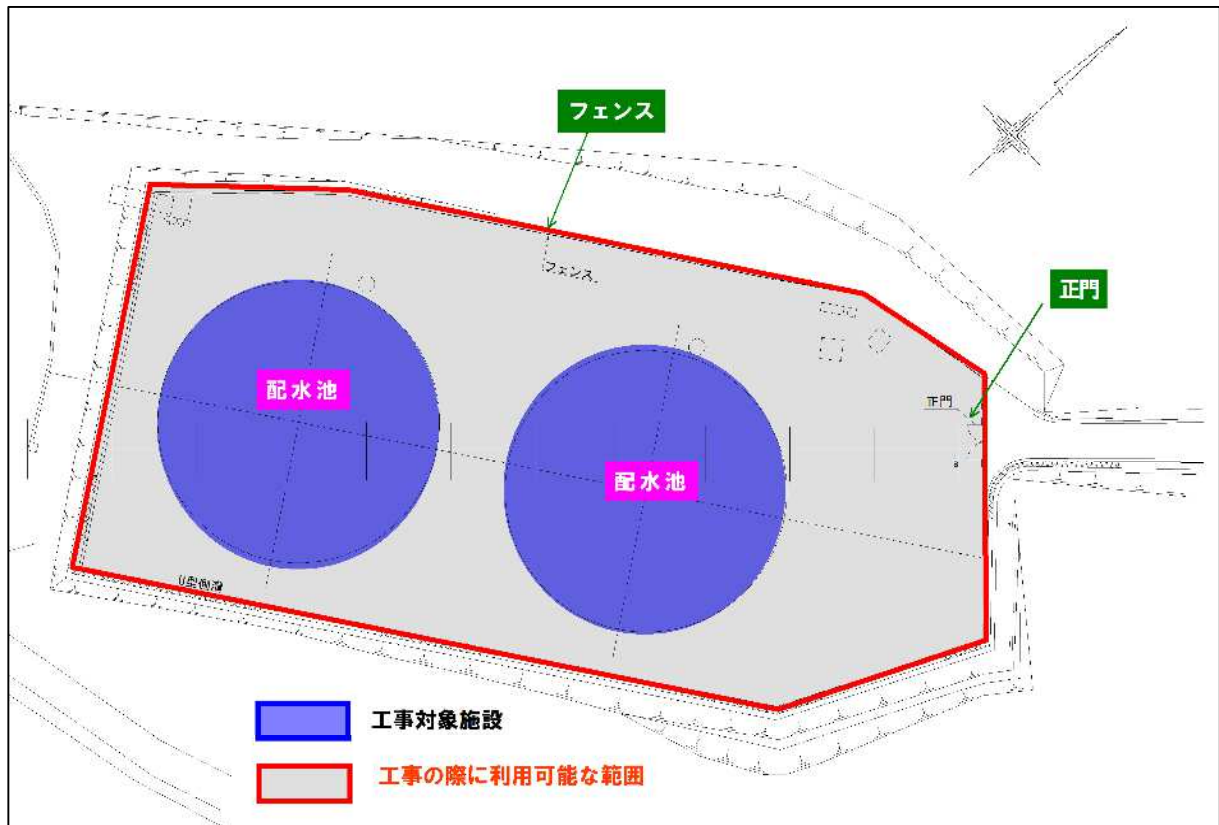 フェンス
フェンス
正門
配水池
正門
配水池
U型側溝
工事対象施設
工事の際に利用可能な範囲